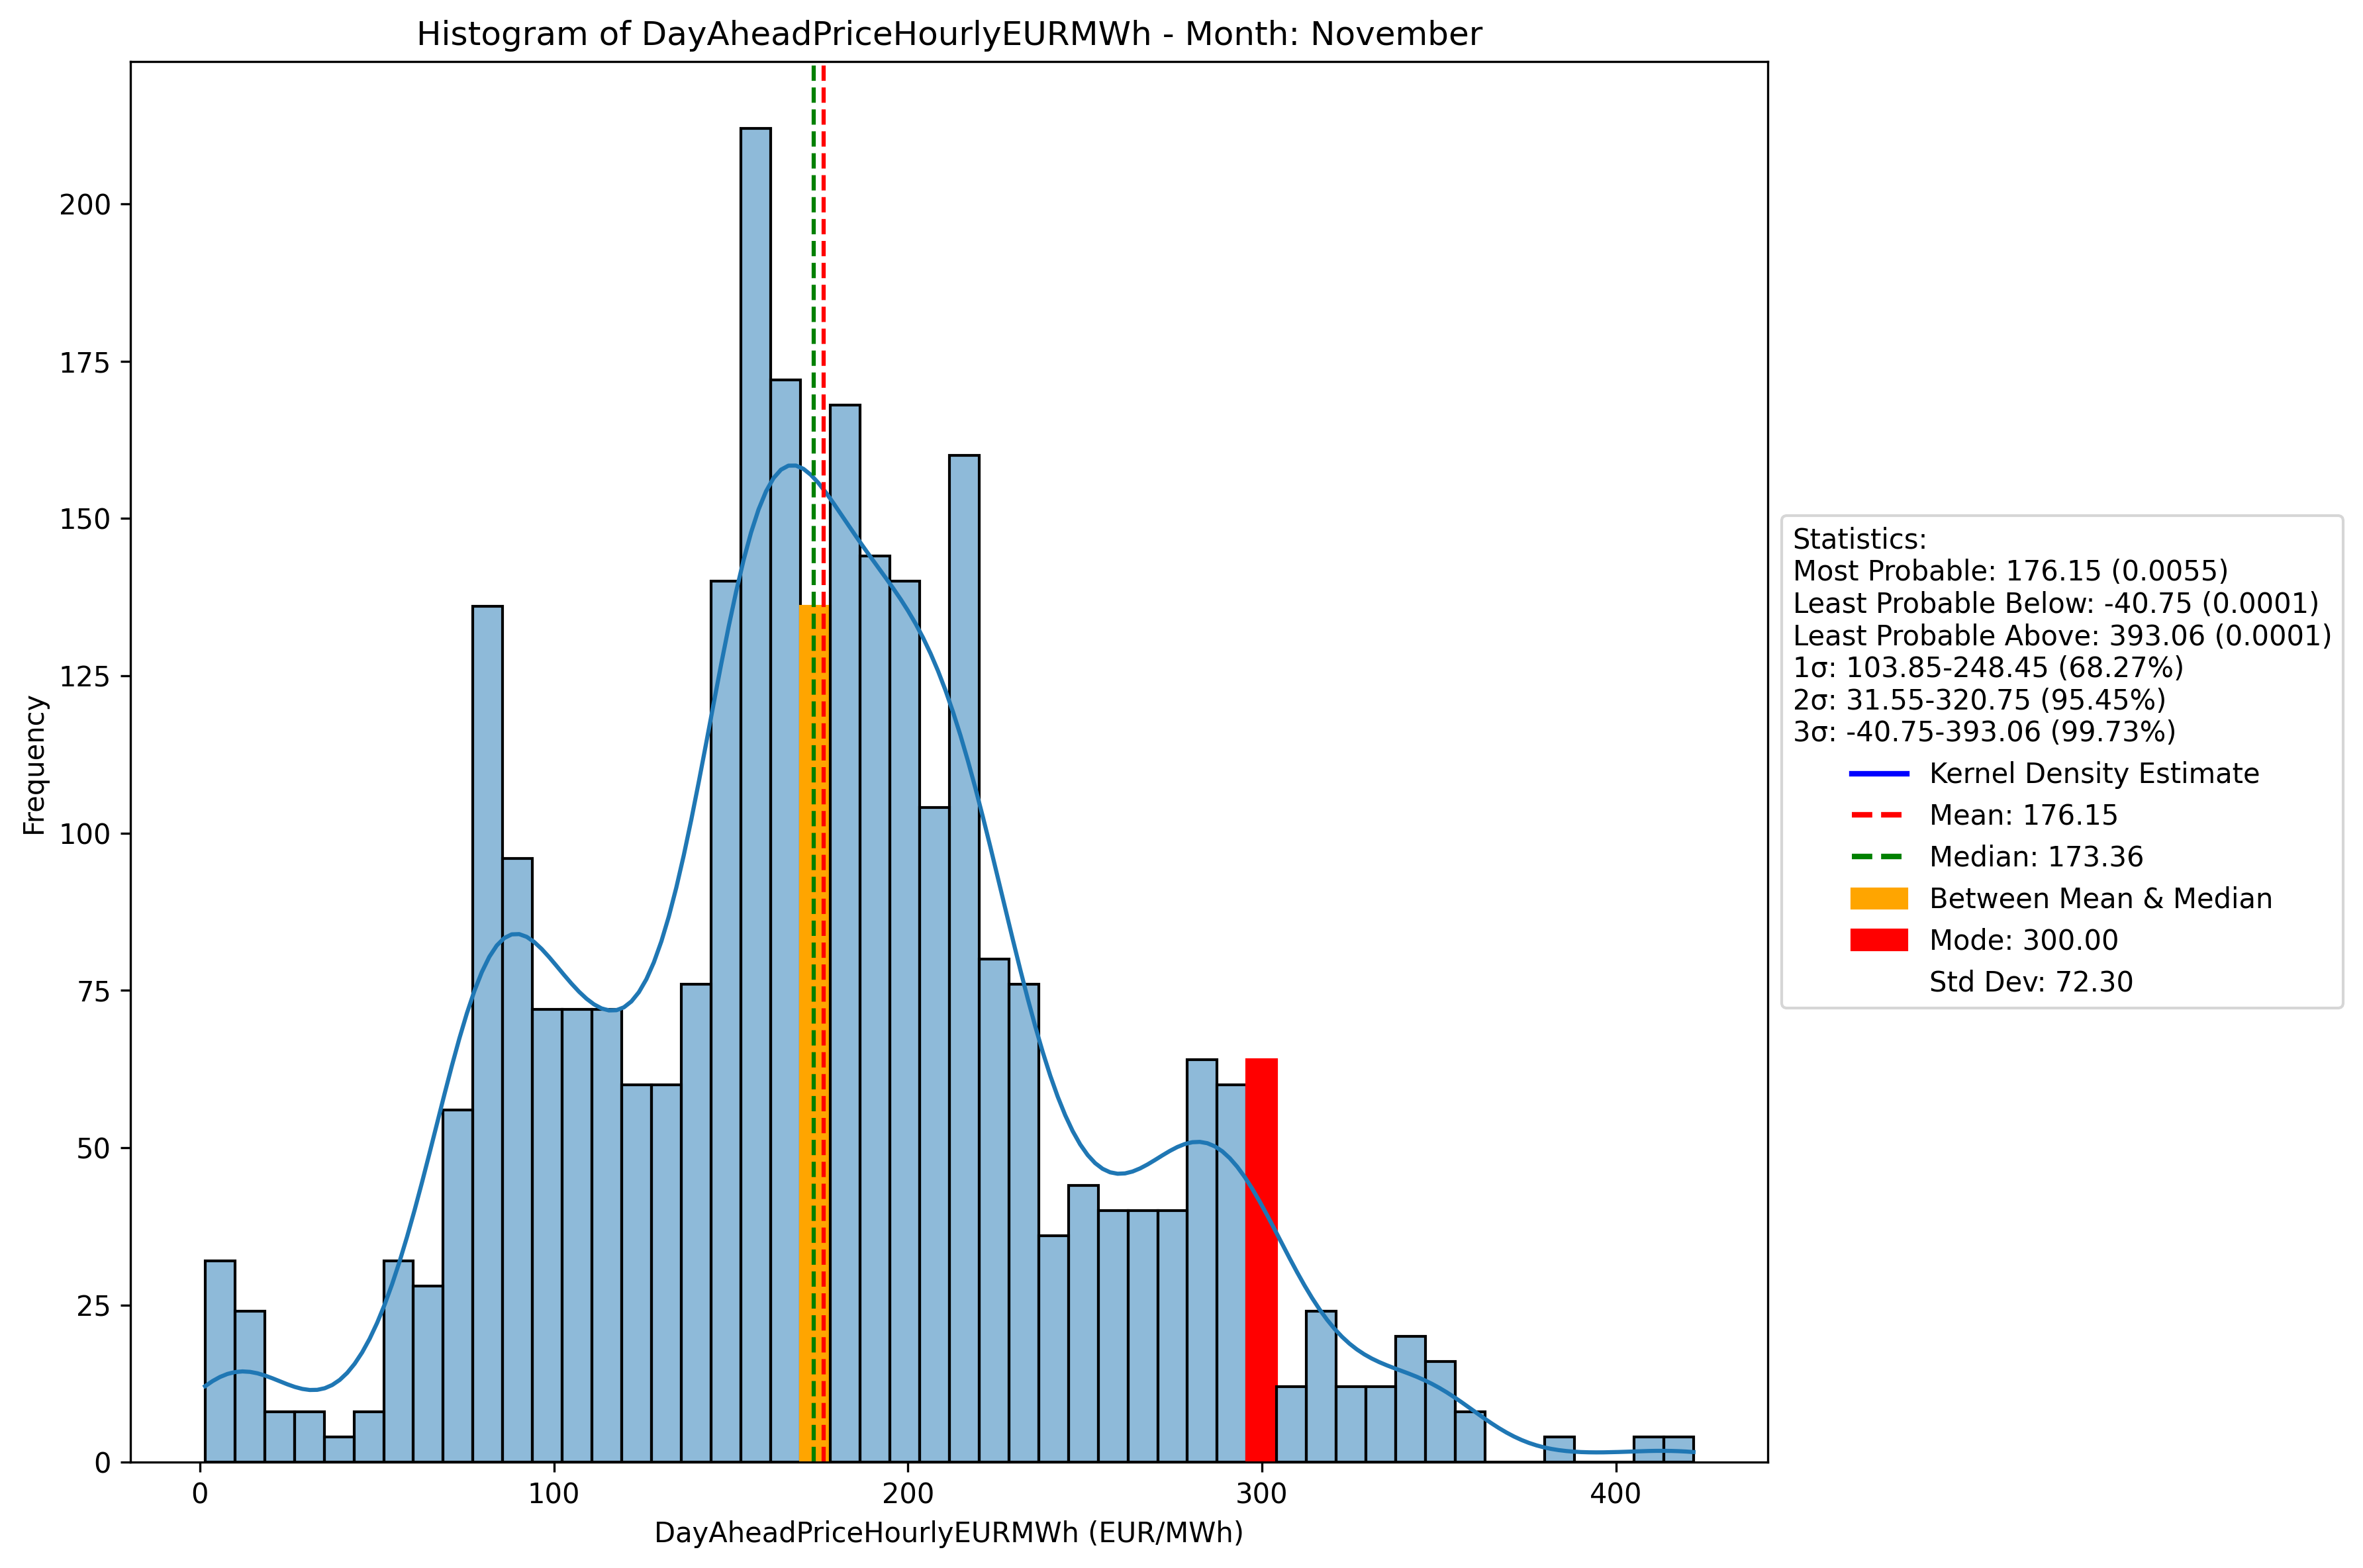 Histogram of DayAheadPriceHourlyEURMWh - Month: November
Frequency
200
175
150
125
100
75
50
25
0
0 100 200 300 400
DayAheadPriceHourlyEURMWh (EUR/MWh)
Statistics:
Most Probable: 176.15 (0.0055)
Least Probable Below: -40.75 (0.0001)
Least Probable Above: 393.06 (0.0001)
1σ: 103.85-248.45 (68.27%)
2σ: 31.55-320.75 (95.45%)
3σ: -40.75-393.06 (99.73%)
Kernel Density Estimate
Mean: 176.15
Median: 173.36
Between Mean & Median
Mode: 300.00
Std Dev: 72.30